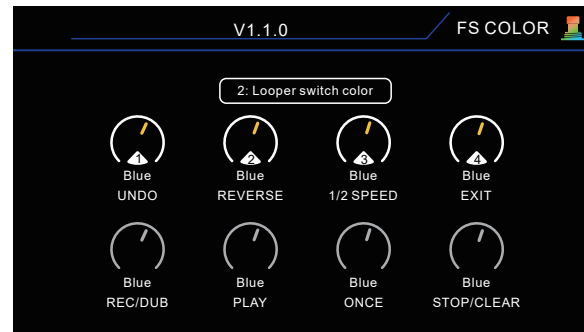 V1.1.0
FS COLOR
2: Looper switch color
1 2 3 4
Blue Blue Blue Blue
UNDO REVERSE 1/2 SPEED EXIT
Blue Blue Blue Blue
REC/DUB PLAY ONCE STOP/CLEAR